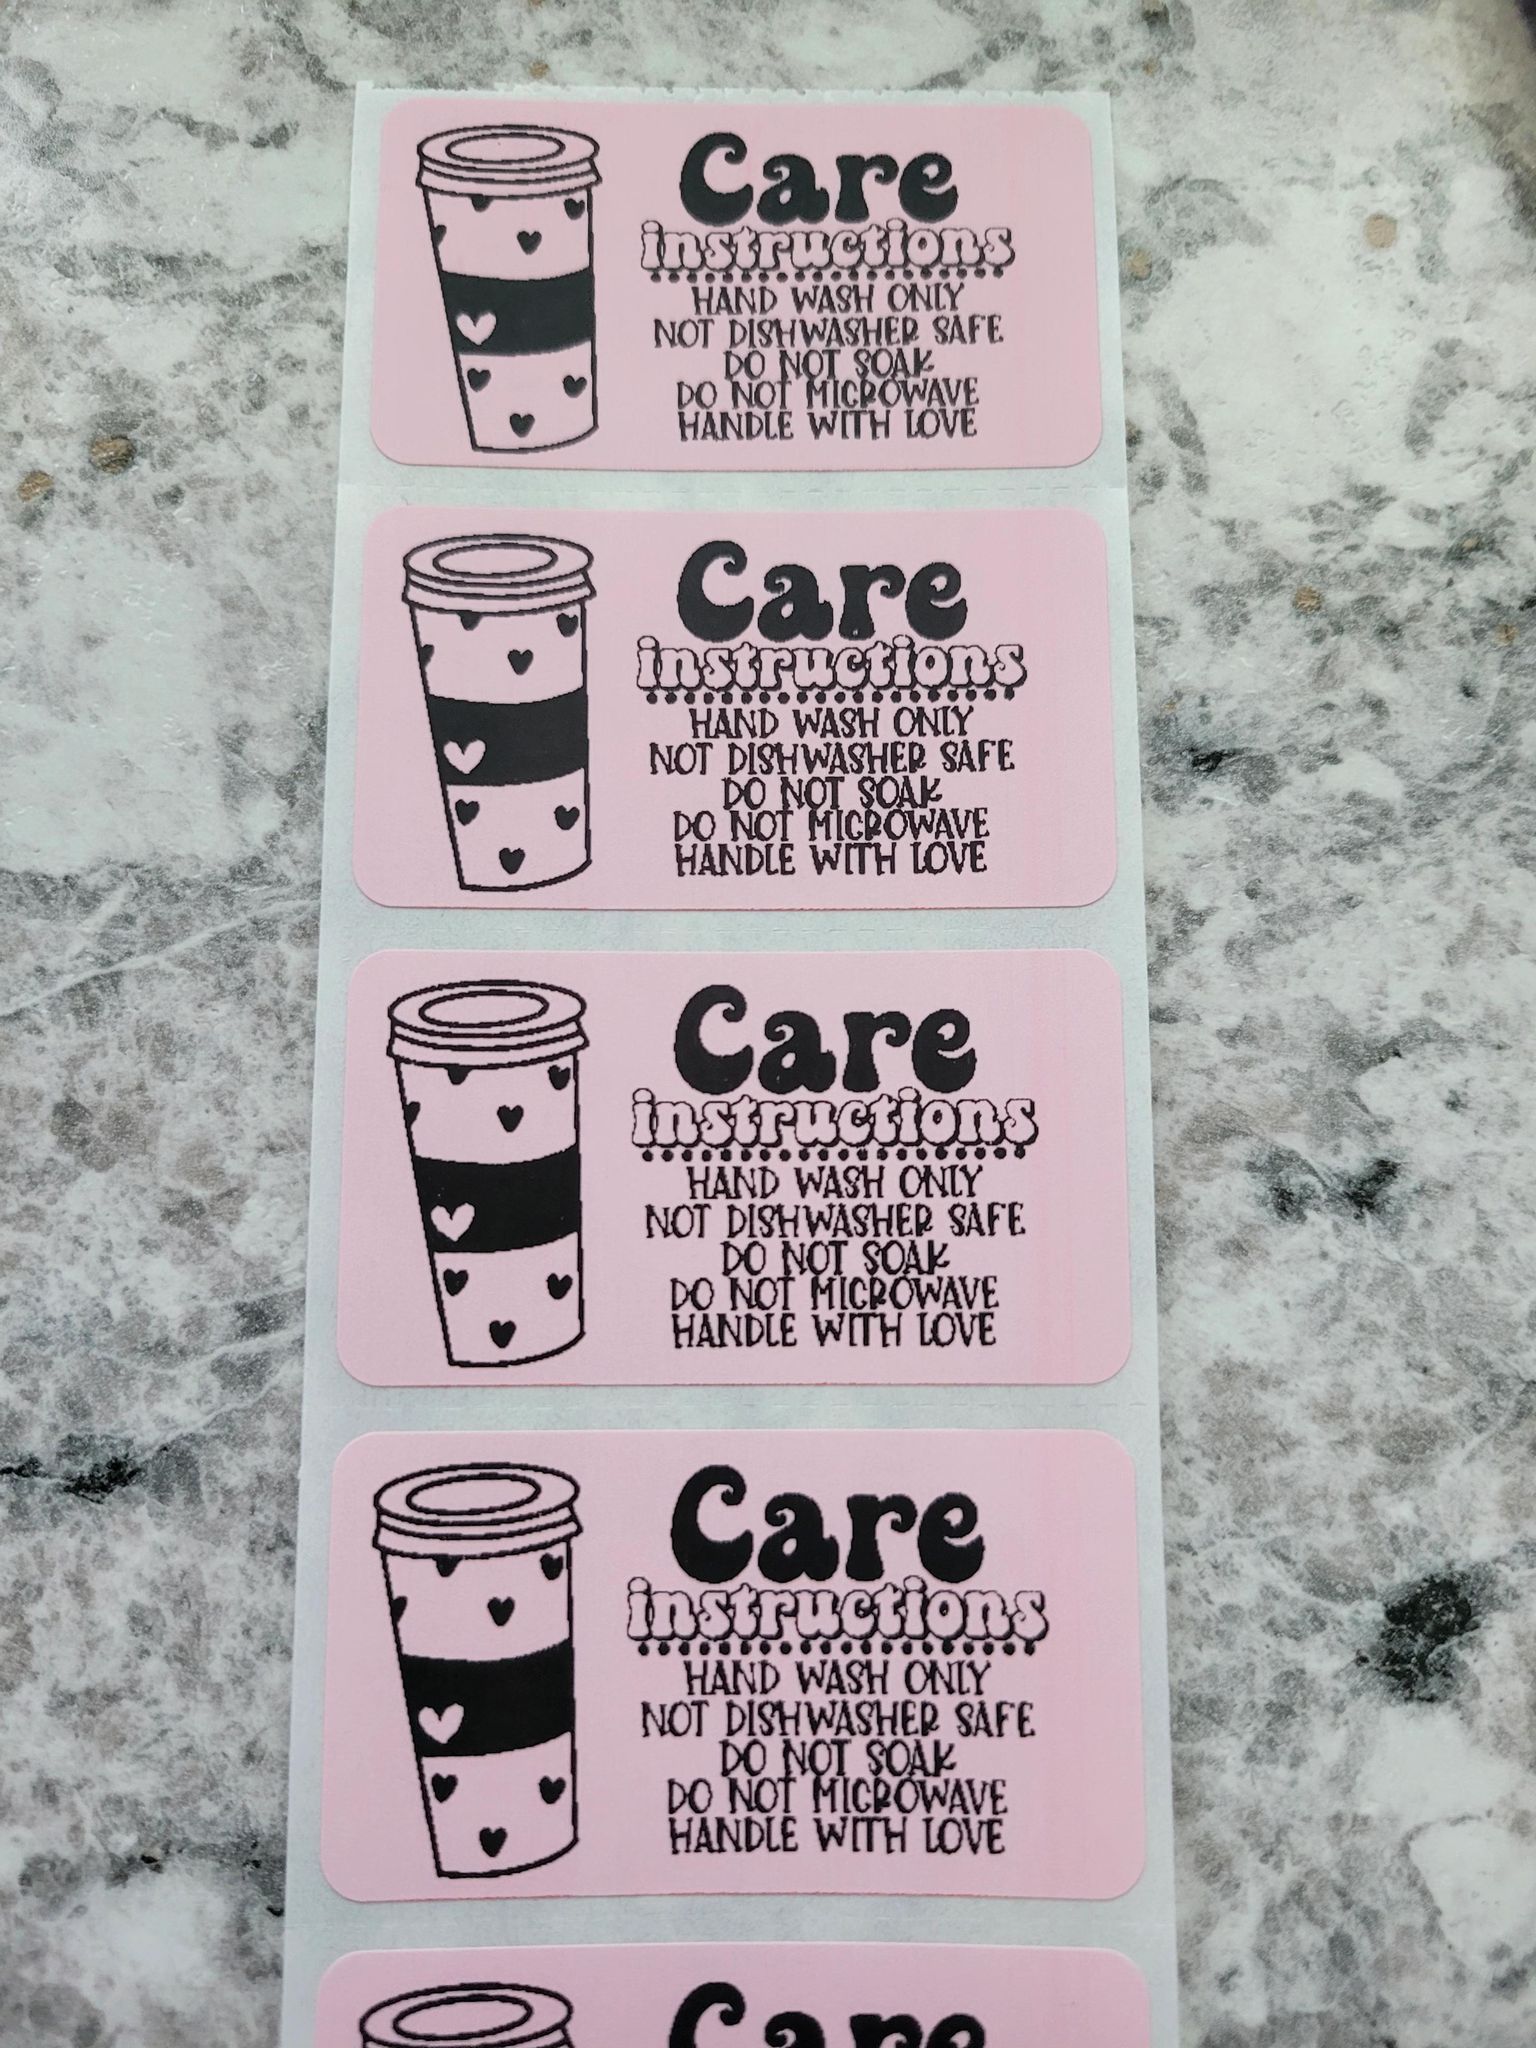 Care
instructions
HAND WASH ONLY
NOT DISHWASHER SAFE
DO NOT SOAK
DO NOT MICROWAVE
HANDLE WITH LOVE
Care
instructions
HAND WASH ONLY
NOT DISHWASHER SAFE
DO NOT SOAK
DO NOT MICROWAVE
HANDLE WITH LOVE
Care
instructions
HAND WASH ONLY
NOT DISHWASHER SAFE
DO NOT SOAK
DO NOT MICROWAVE
HANDLE WITH LOVE
Care
instructions
HAND WASH ONLY
NOT DISHWASHER SAFE
DO NOT SOAK
DO NOT MICROWAVE
HANDLE WITH LOVE
Care